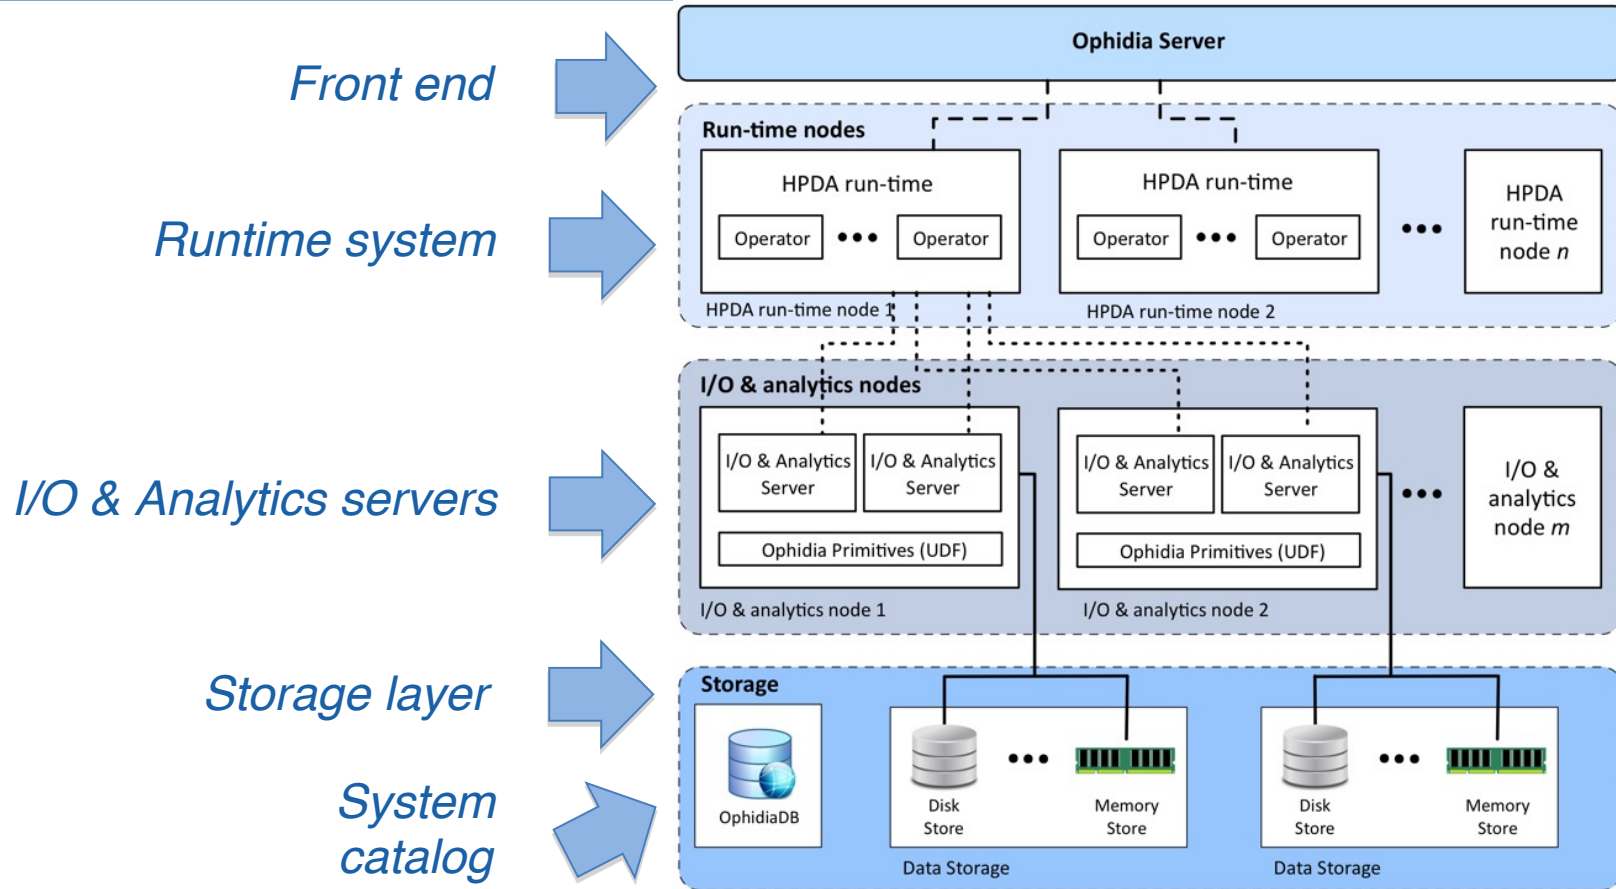 Ophidia Server
Front end
Run-time nodes
HPDA run-time
Operator ••• Operator
HPDA run-time node 1
HPDA run-time
Operator ••• Operator
HPDA run-time node 2
•••
HPDA
run-time
node n
Runtime system
I/O & analytics nodes
I/O & Analytics
Server
I/O & Analytics
Server
Ophidia Primitives (UDF)
I/O & analytics node 1
I/O & Analytics
Server
I/O & Analytics
Server
Ophidia Primitives (UDF)
I/O & analytics node 2
•••
I/O &
analytics
node m
I/O & Analytics servers
Storage layer
Storage
OphidiaDB
•••
Disk
Store
Memory
Store
Data Storage
•••
Disk
Store
Memory
Store
Data Storage
System
catalog